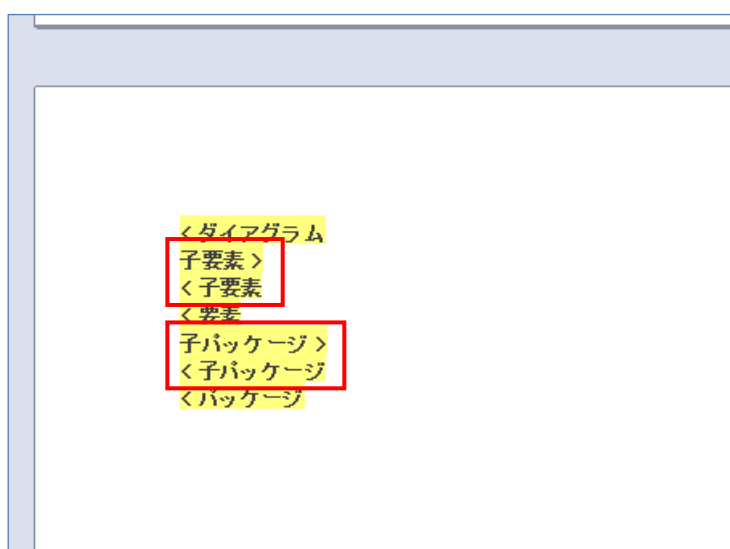 < ダイアグラム
子要素 >
< 子要素
< 要素
子パッケージ >
< 子パッケージ
< パッケージ